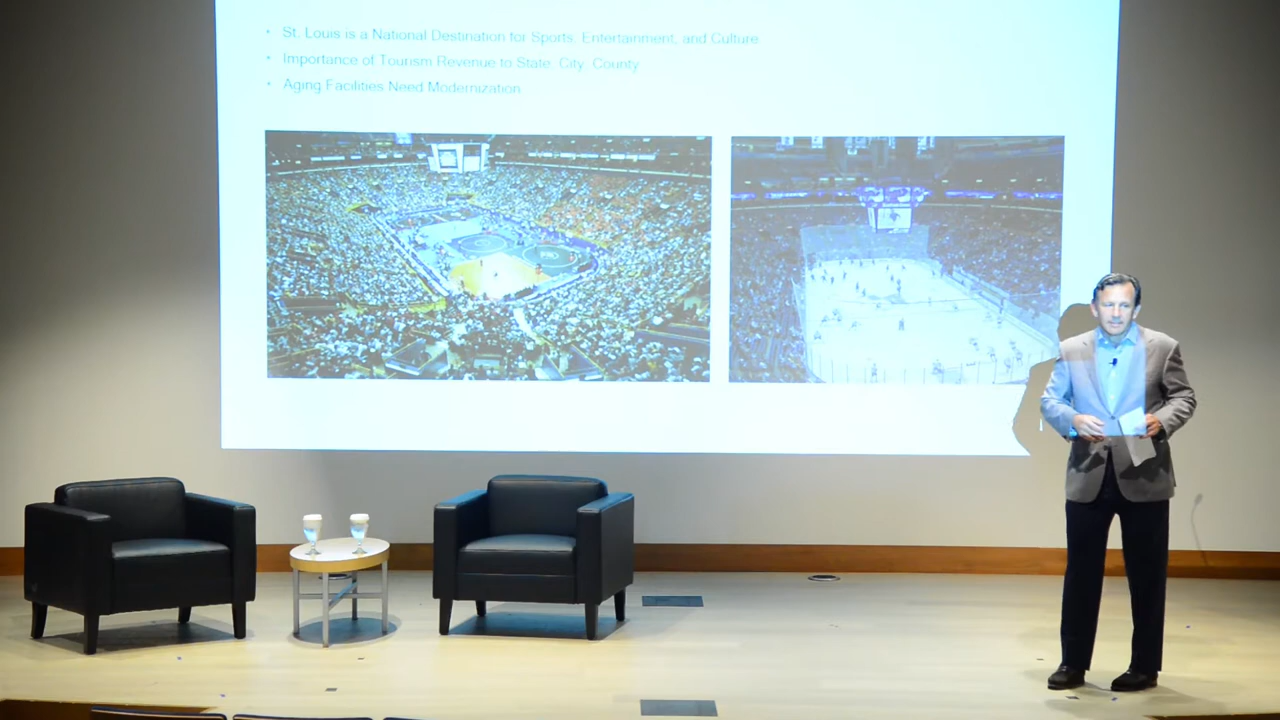 St. Louis is a National Destination for Sports, Entertainment, and Culture
Importance of Tourism Revenue to State, City, County
Aging Facilities Need Modernization